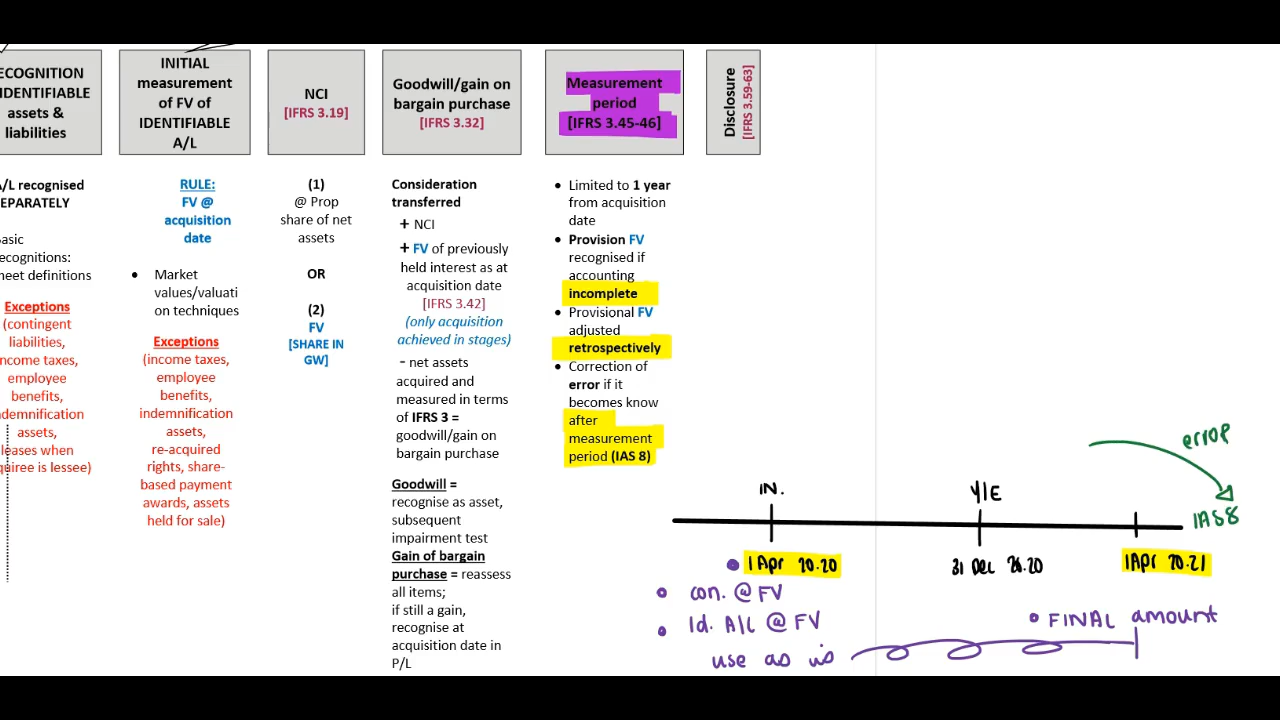 ECOGNITION
IDENTIFIABLE
assets &
liabilities
A/L recognised
EPARATELY
Basic
recognitions:
meet definitions
Exceptions
(contingent
liabilities,
income taxes,
employee
benefits,
indemnification
assets,
leases when
quiree is lessee)
INITIAL
measurement
of FV of
IDENTIFIABLE
A/L
RULE:
FV @
acquisition
date
• Market
values/valuati
on techniques
Exceptions
(income taxes,
employee
benefits,
indemnification
assets,
re-acquired
rights, share-
based payment
awards, assets
held for sale)
NCI
[IFRS 3.19]
(1)
@ Prop
share of net
assets
OR
(2)
FV
[SHARE IN
GW]
Goodwill/gain on
bargain purchase
[IFRS 3.32]
Consideration
transferred
+ NCI
+ FV of previously
held interest as at
acquisition date
[IFRS 3.42]
(only acquisition
achieved in stages)
- net assets
acquired and
measured in terms
of IFRS 3 =
goodwill/gain on
bargain purchase
Goodwill =
recognise as asset,
subsequent
impairment test
Gain of bargain
purchase = reassess
all items;
if still a gain,
recognise at
acquisition date in
P/L
Measurement
period
[IFRS 3.45-46]
• Limited to 1 year
from acquisition
date
• Provision FV
recognised if
accounting
incomplete
• Provisional FV
adjusted
retrospectively
• Correction of
error if it
becomes know
after
measurement
period (IAS 8)
Disclosure
[IFRS 3.59-63]
error
IAS8
IN.
Y/E
• 1 Apr 20.20
31 Dec 20.20
1 Apr 20.21
• con. @ FV
• Id. A/L @ FV
use as is
• FINAL amount